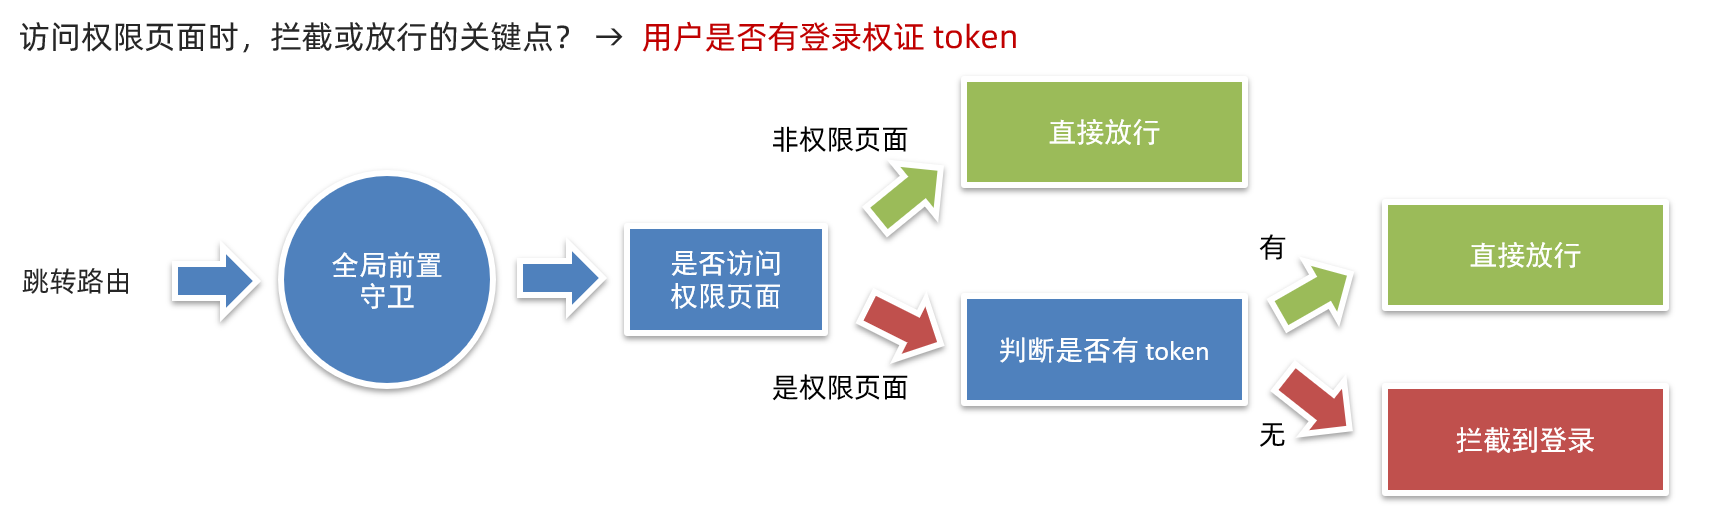 访问权限页面时，拦截或放行的关键点？ → 用户是否有登录权证 token
非权限页面
直接放行
跳转路由
全局前置
守卫
是否访问
权限页面
有
直接放行
是权限页面
判断是否有 token
无
拦截到登录